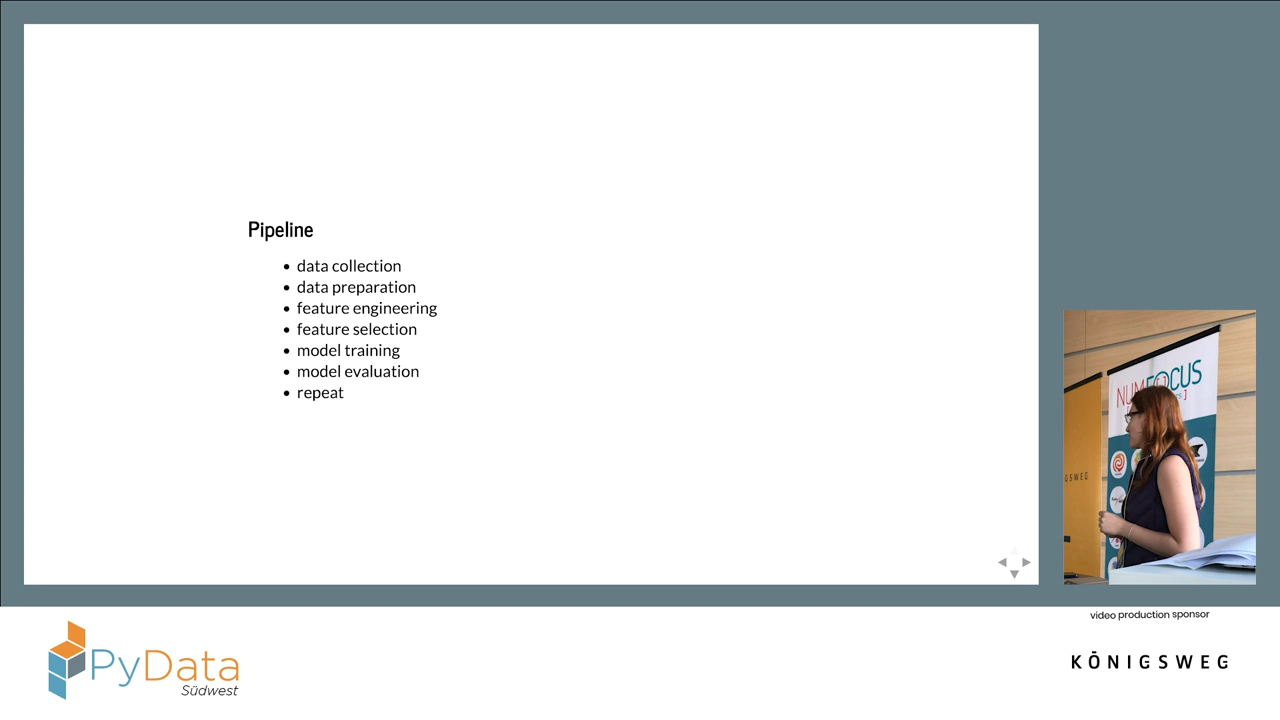 Pipeline
data collection
data preparation
feature engineering
feature selection
model training
model evaluation
repeat
NUMFOCUS
GSWEG
video production sponsor
KÖNIGSWEG
PyData
Südwest